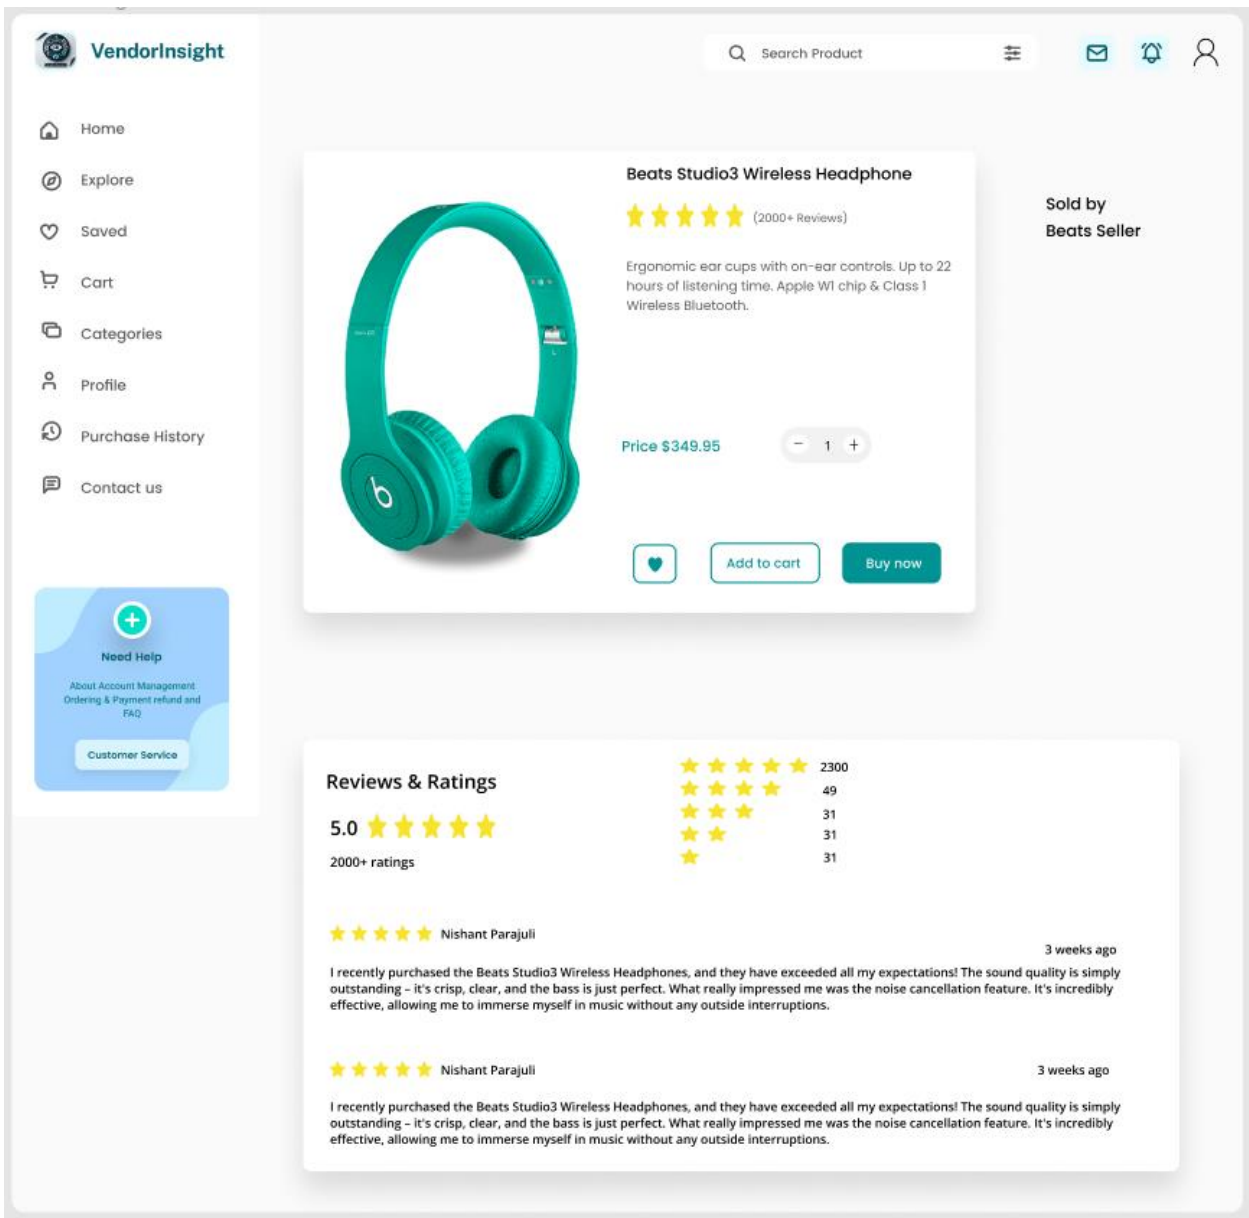 VendorInsight
Search Product
Home
Explore
Saved
Cart
Categories
Profile
Purchase History
Contact us
Need Help
About Account Management
Ordering & Payment refund and
FAQ
Customer Service
b
Beats Studio3 Wireless Headphone
(2000+ Reviews)
Ergonomic ear cups with on-ear controls. Up to 22
hours of listening time. Apple W1 chip & Class 1
Wireless Bluetooth.
Price $349.95
- 1 +
Add to cart
Buy now
Sold by
Beats Seller
Reviews & Ratings
5.0
2000+ ratings
2300
49
31
31
31
Nishant Parajuli
3 weeks ago
I recently purchased the Beats Studio3 Wireless Headphones, and they have exceeded all my expectations! The sound quality is simply
outstanding – it's crisp, clear, and the bass is just perfect. What really impressed me was the noise cancellation feature. It's incredibly
effective, allowing me to immerse myself in music without any outside interruptions.
Nishant Parajuli
3 weeks ago
I recently purchased the Beats Studio3 Wireless Headphones, and they have exceeded all my expectations! The sound quality is simply
outstanding – it's crisp, clear, and the bass is just perfect. What really impressed me was the noise cancellation feature. It's incredibly
effective, allowing me to immerse myself in music without any outside interruptions.